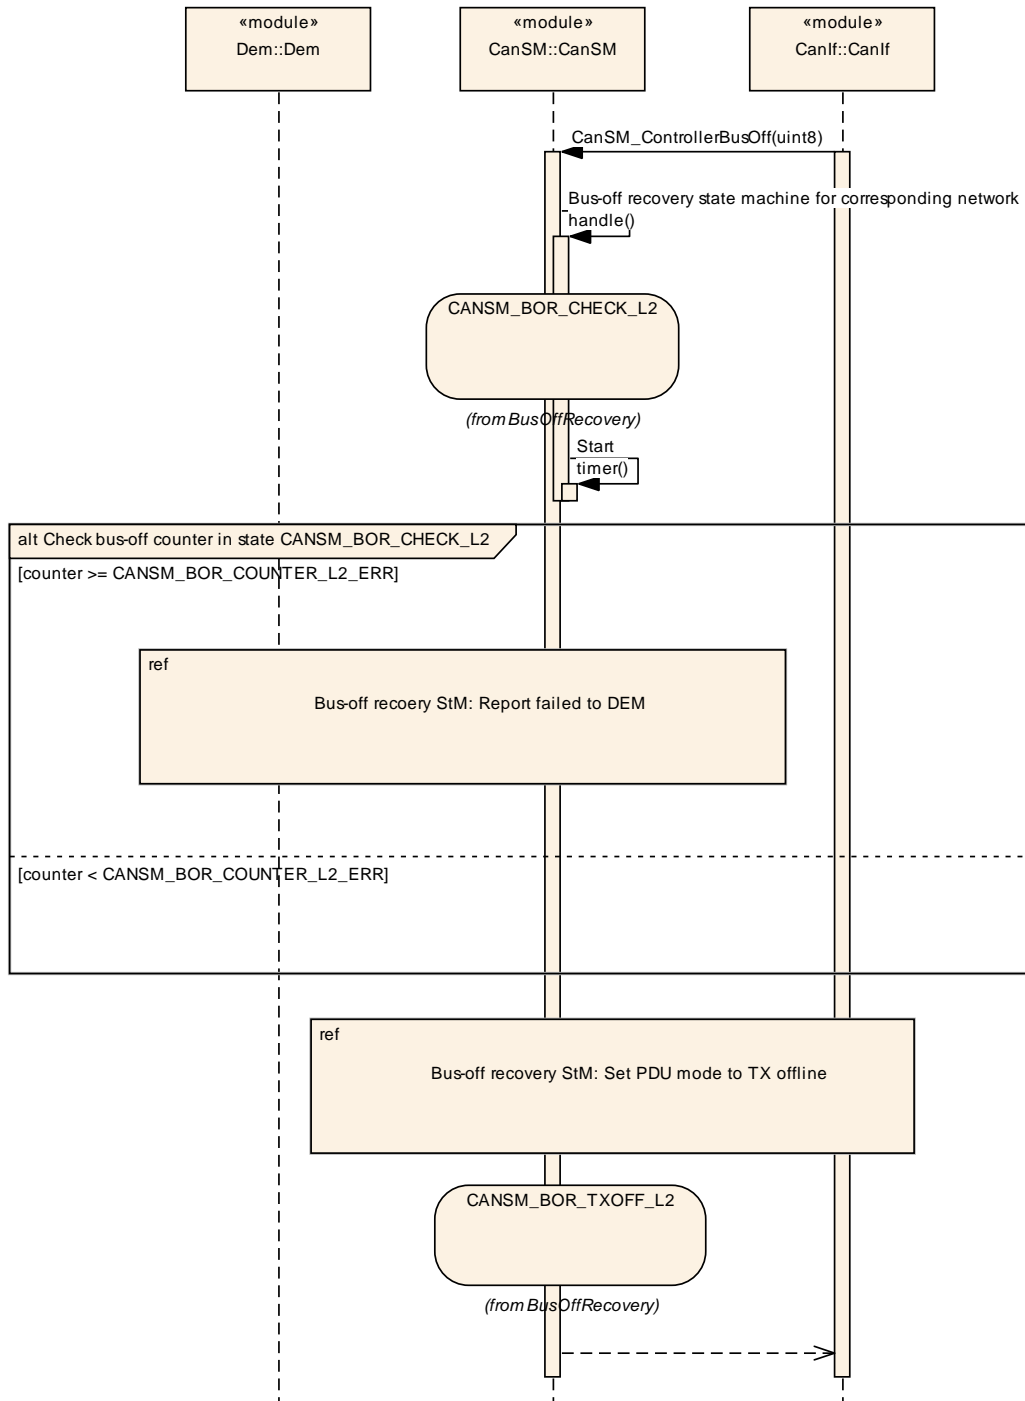 «module»
Dem::Dem
«module»
CanSM::CanSM
«module»
CanIf::CanIf
CanSM_ControllerBusOff(uint8)
Bus-off recovery state machine for corresponding network
handle()
CANSM_BOR_CHECK_L2
(from BusOffRecovery)
Start
timer()
alt Check bus-off counter in state CANSM_BOR_CHECK_L2
[counter >= CANSM_BOR_COUNTER_L2_ERR]
ref
Bus-off recoery StM: Report failed to DEM
[counter < CANSM_BOR_COUNTER_L2_ERR]
ref
Bus-off recovery StM: Set PDU mode to TX offline
CANSM_BOR_TXOFF_L2
(from BusOffRecovery)